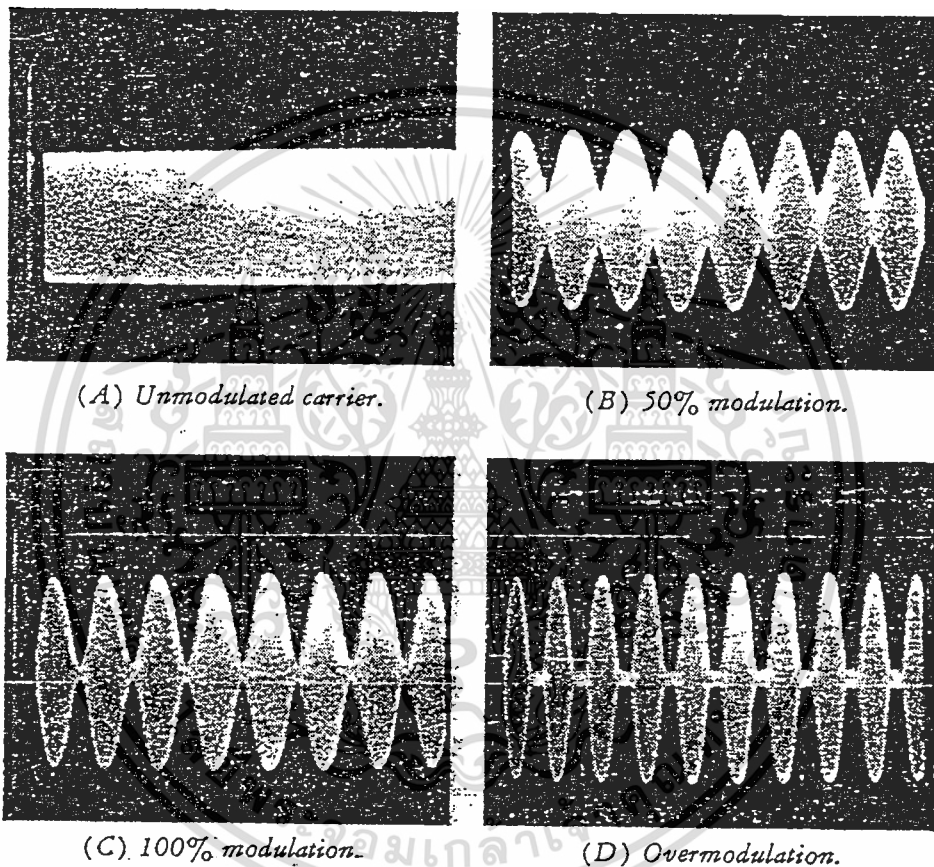 (A) Unmodulated carrier.
(B) 50% modulation.
(C) 100% modulation.
(D) Overmodulation.